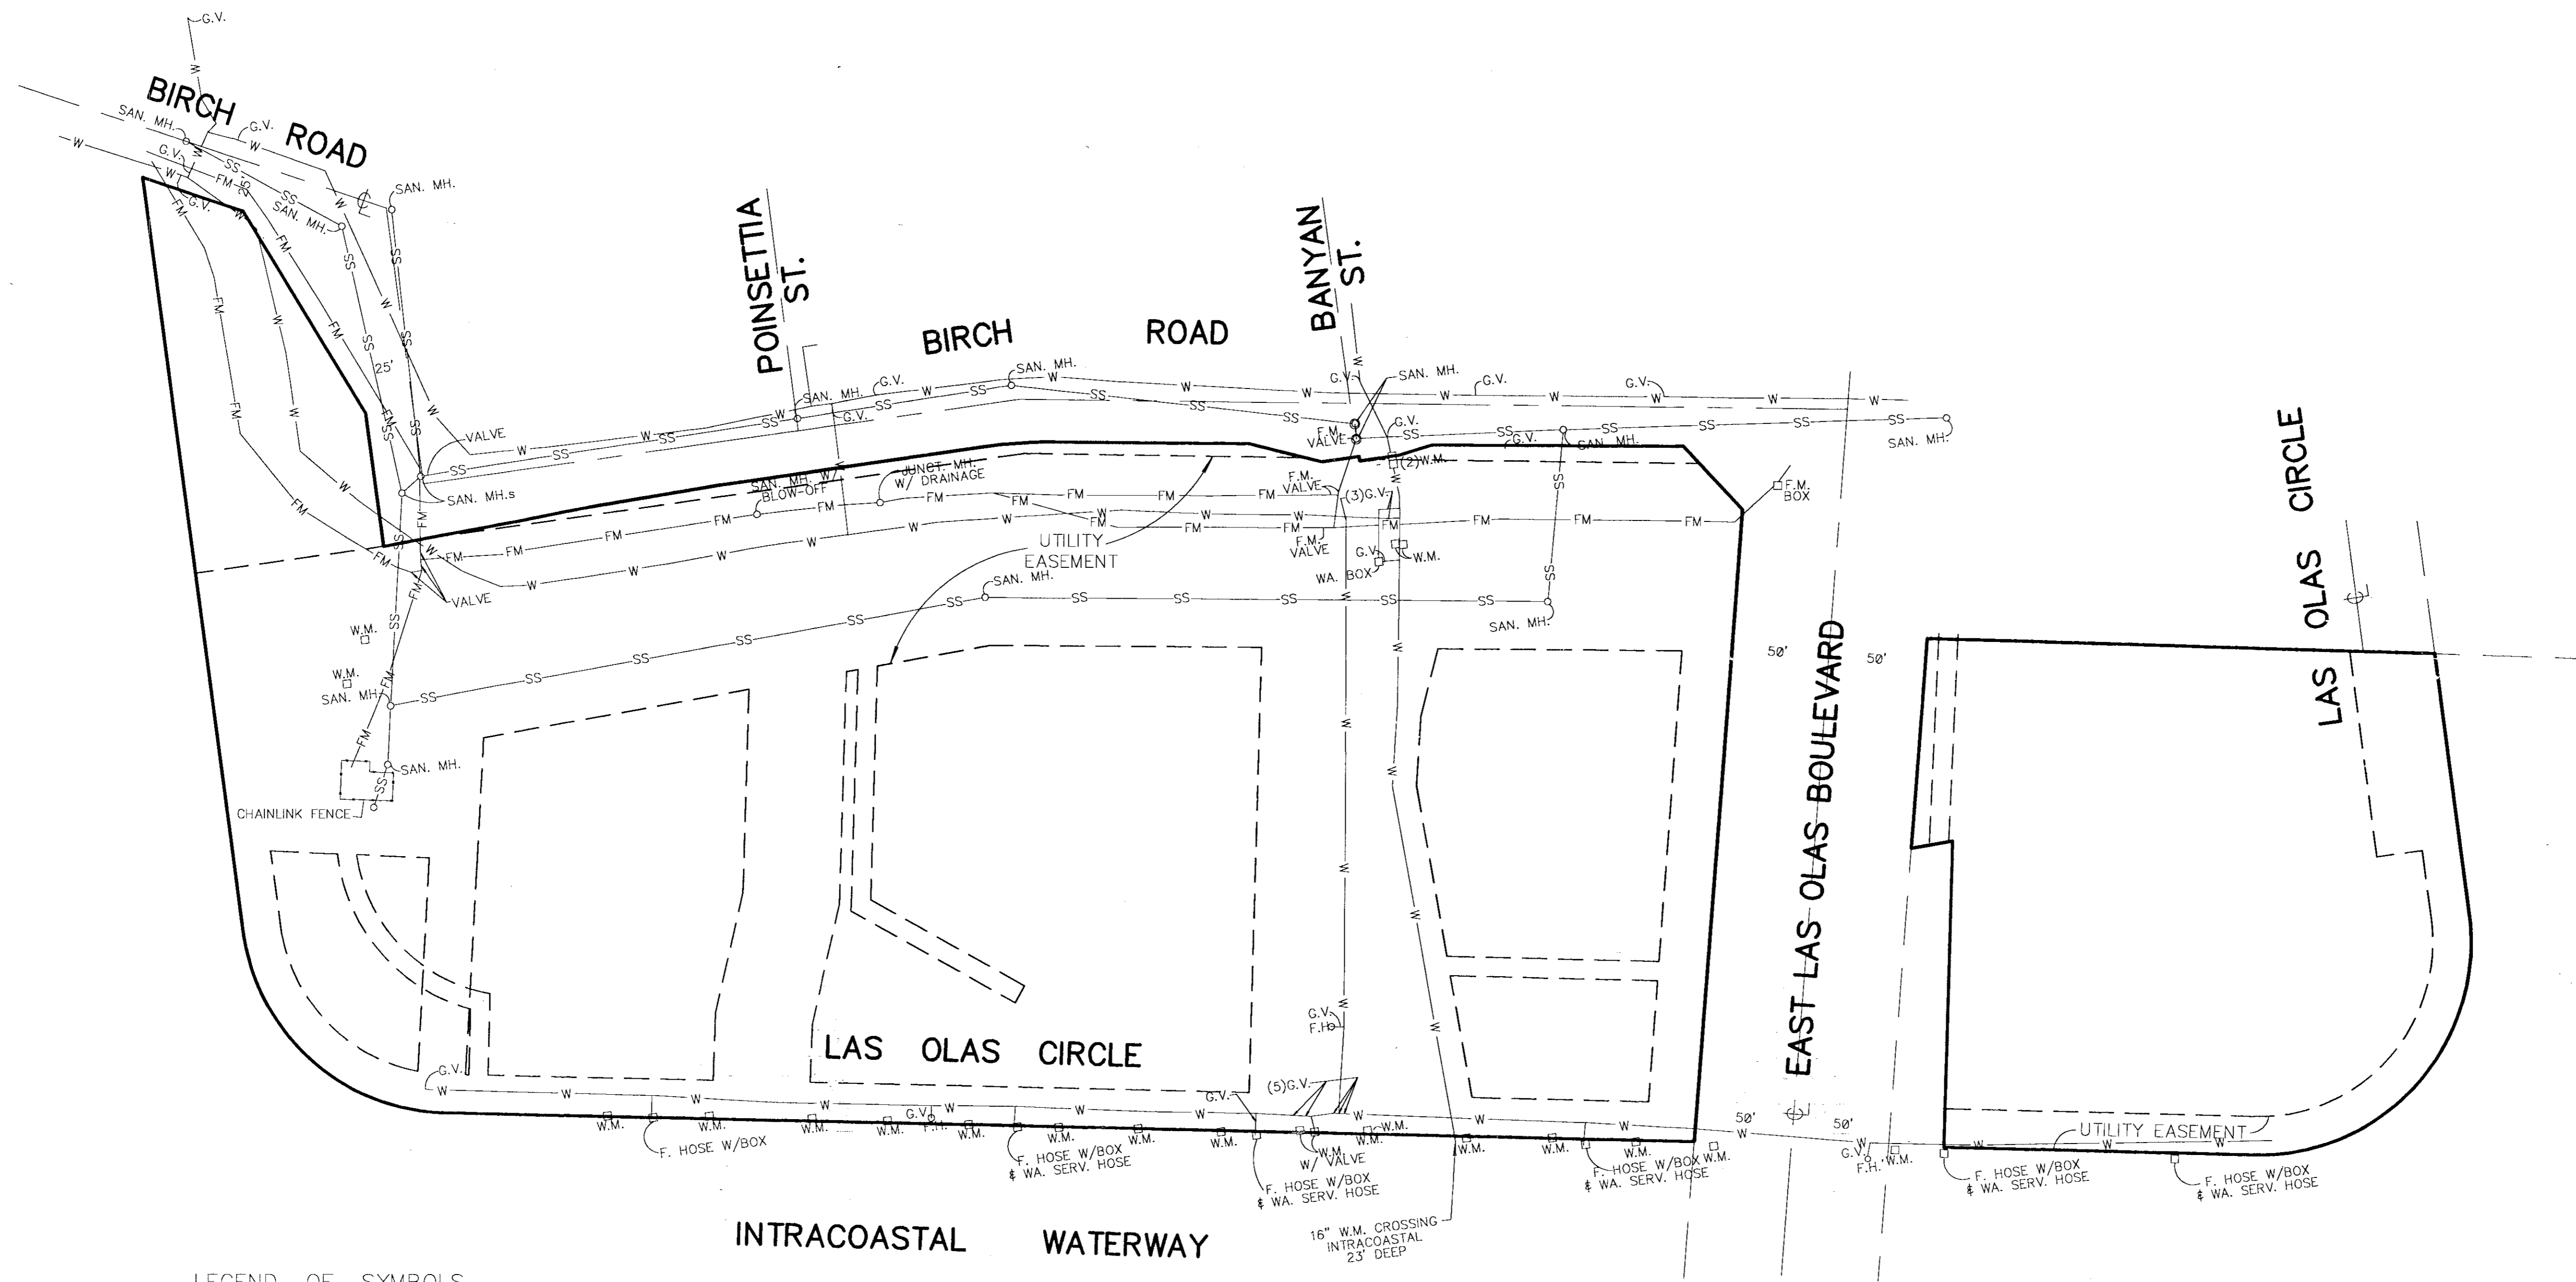 G.V.
BIRCH ROAD
SAN. MH.
G.V.
G.V.
25'
SAN. MH.
G.V.
SAN. MH.
25'
POINSETTIA
ST.
BIRCH ROAD
BANYAN
ST.
SAN. MH.
G.V.
G.V.
SAN. MH.
G.V.
SAN. MH.
G.V.
G.V.
G.V.
F.M.
VALVE
G.V.
SAN. MH.
SAN. MH.
(2)W.M.
VALVE
SAN. MH.s
SAN. MH. W/
BLOW-OFF
JUNCT. MH.
W/ DRAINAGE
F.M.
VALVE
(3)G.V.
F.M.
BOX
UTILITY
EASEMENT
F.M.
VALVE
G.V.
W.M.
WA. BOX
SAN. MH.
SAN. MH.
VALVE
W.M.
W.M.
SAN. MH.
SAN. MH.
CHAINLINK FENCE
50'
50'
EAST LAS OLAS BOULEVARD
LAS OLAS CIRCLE
G.V.
F.H.
LAS OLAS CIRCLE
G.V.
G.V.
F.H.
G.V.
(5)G.V.
W.M.
W.M.
W.M.
W.M.
W.M.
W.M.
W.M.
W.M.
W.M.
W/ VALVE
W.M.
W.M.
W.M.
W.M.
W.M.
W.M.
50'
50'
G.V.
F.H.
W.M.
UTILITY EASEMENT
F. HOSE W/BOX
F. HOSE W/BOX
& WA. SERV. HOSE
F. HOSE W/BOX
& WA. SERV. HOSE
F. HOSE W/BOX
& WA. SERV. HOSE
F. HOSE W/BOX
& WA. SERV. HOSE
F. HOSE W/BOX
& WA. SERV. HOSE
16" W.M. CROSSING
INTRACOASTAL
23' DEEP
INTRACOASTAL WATERWAY
LEGEND OF SYMBOLS